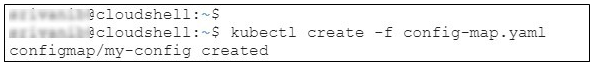 @cloudshell:~$
@cloudshell:~$ kubectl create -f config-map.yaml
configmap/my-config created